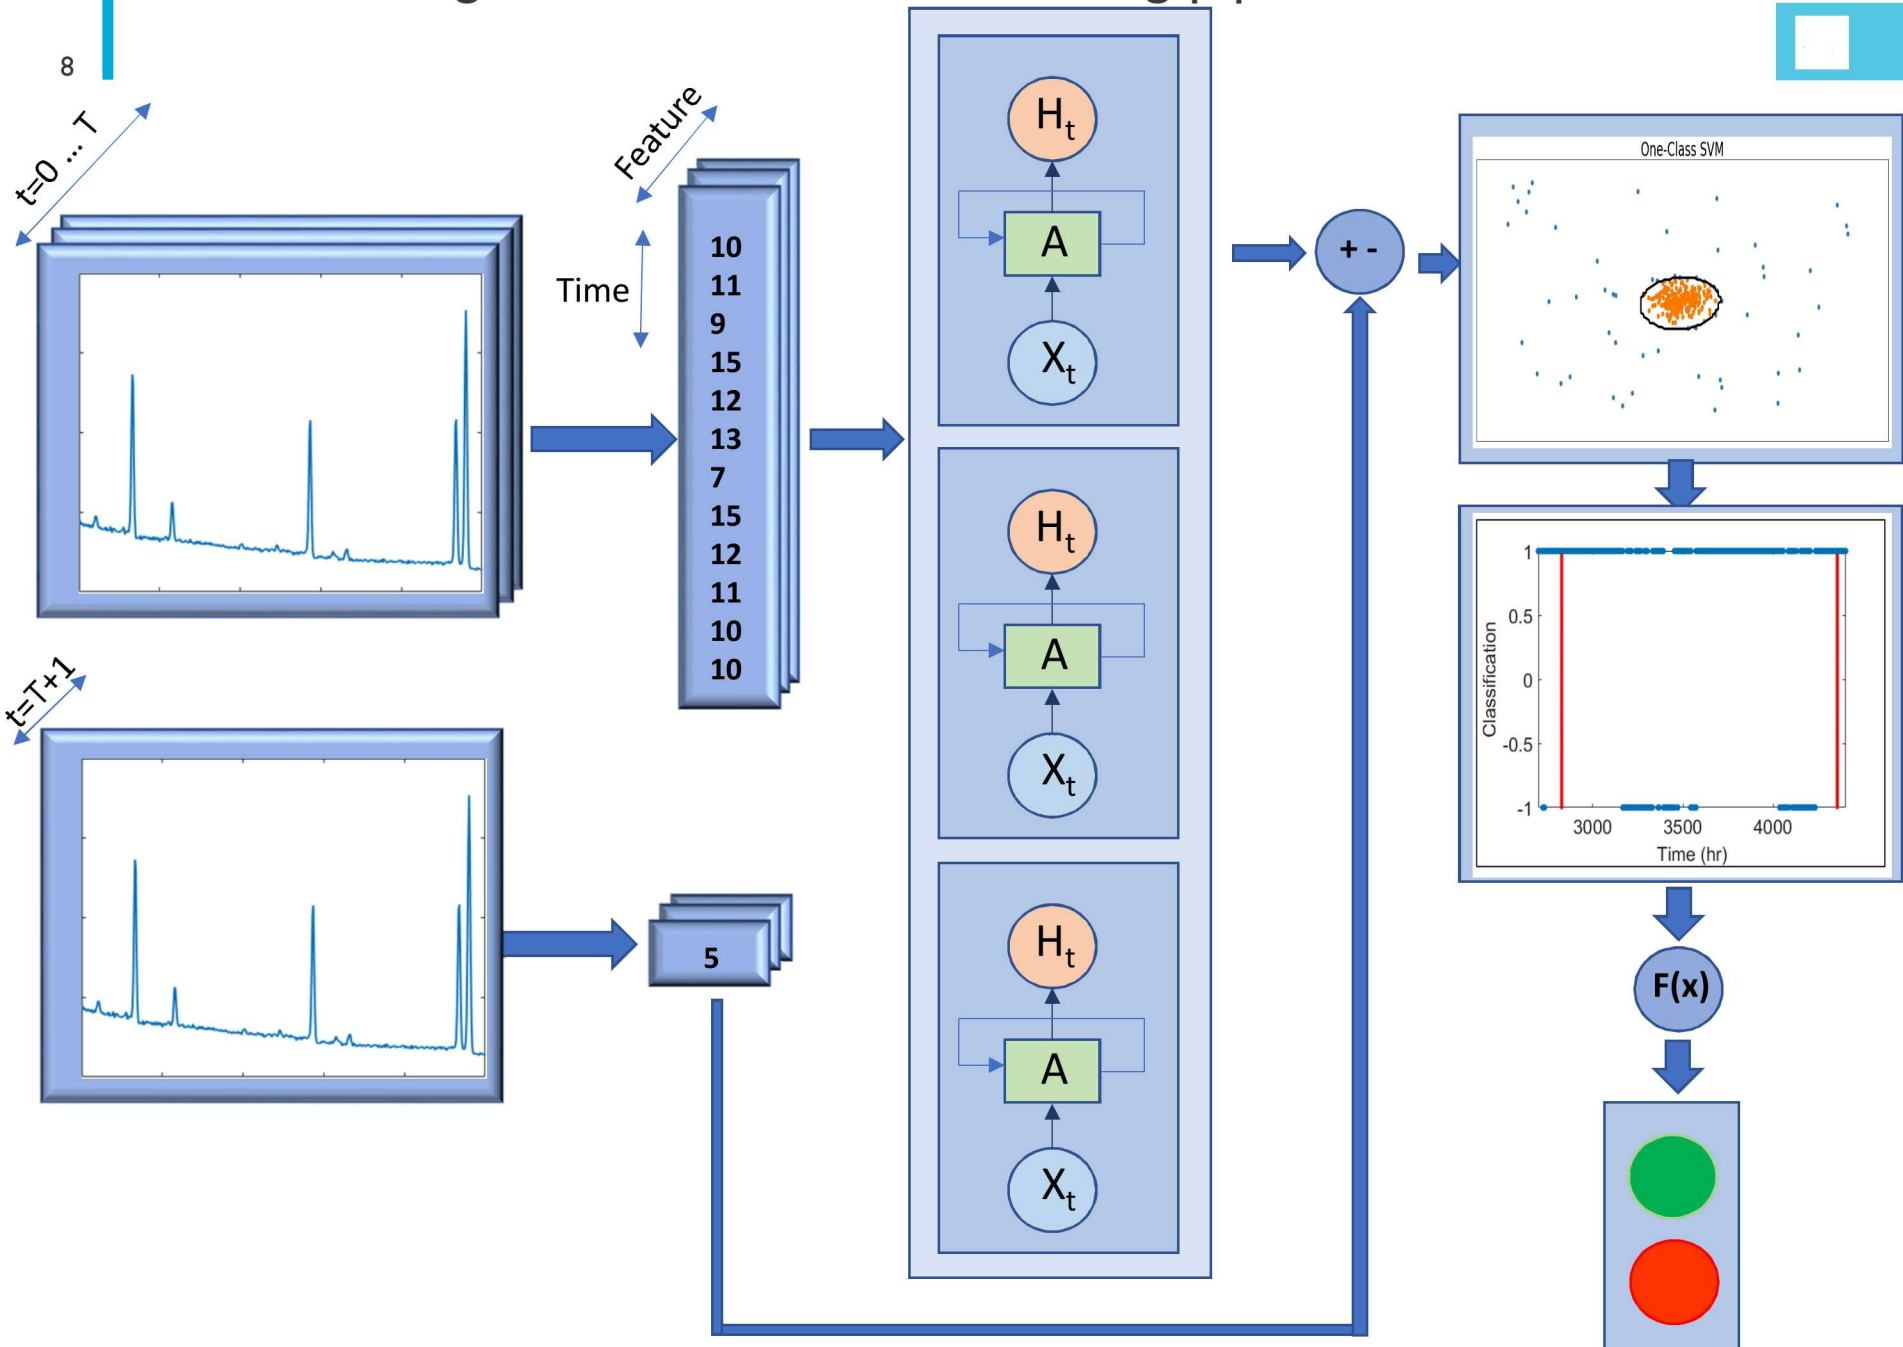 8
t=0 ... T
Feature
Time
10
11
9
15
12
13
7
15
12
11
10
10
t=T+1
5
Ht
A
Xt
Ht
A
Xt
Ht
A
Xt
+ -
One-Class SVM
1
0.5
0
-0.5
-1
Classification
3000 3500 4000
Time (hr)
F(x)